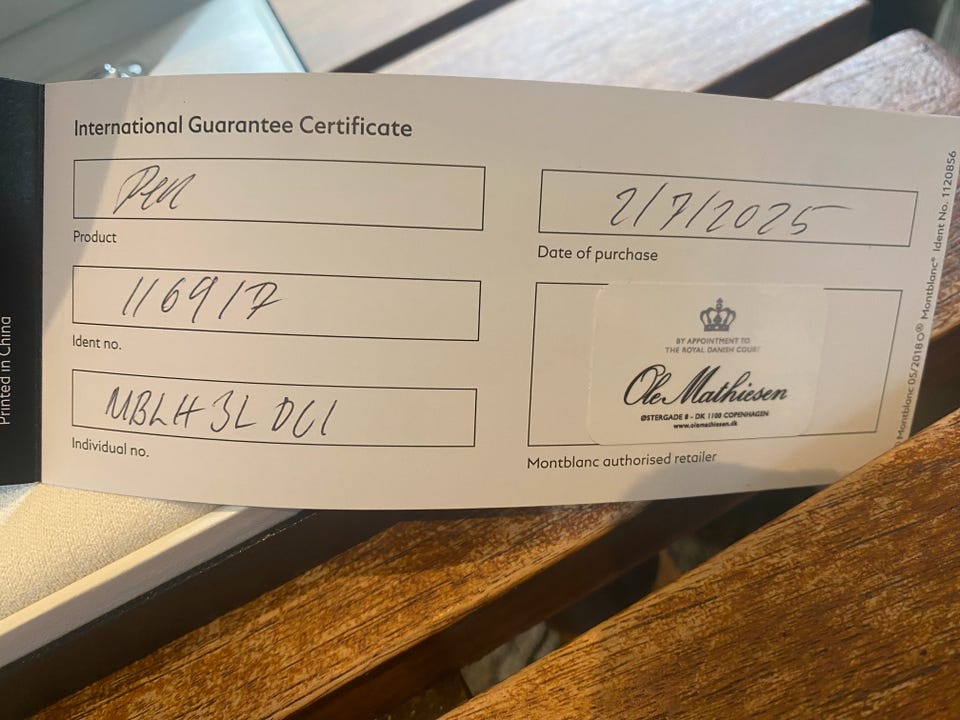 International Guarantee Certificate
Pen
Product
116917
Ident no.
MBLH3LDC1
Individual no.
2/7/2025
Date of purchase
BY APPOINTMENT TO
THE ROYAL DANISH COURT
Ole Mathiesen
ØSTERGADE 8 - DK 1100 COPENHAGEN
www.olemathiesen.dk
Montblanc authorised retailer
Printed in China
Montblanc 05/2018 Montblanc® Ident No. 1120856